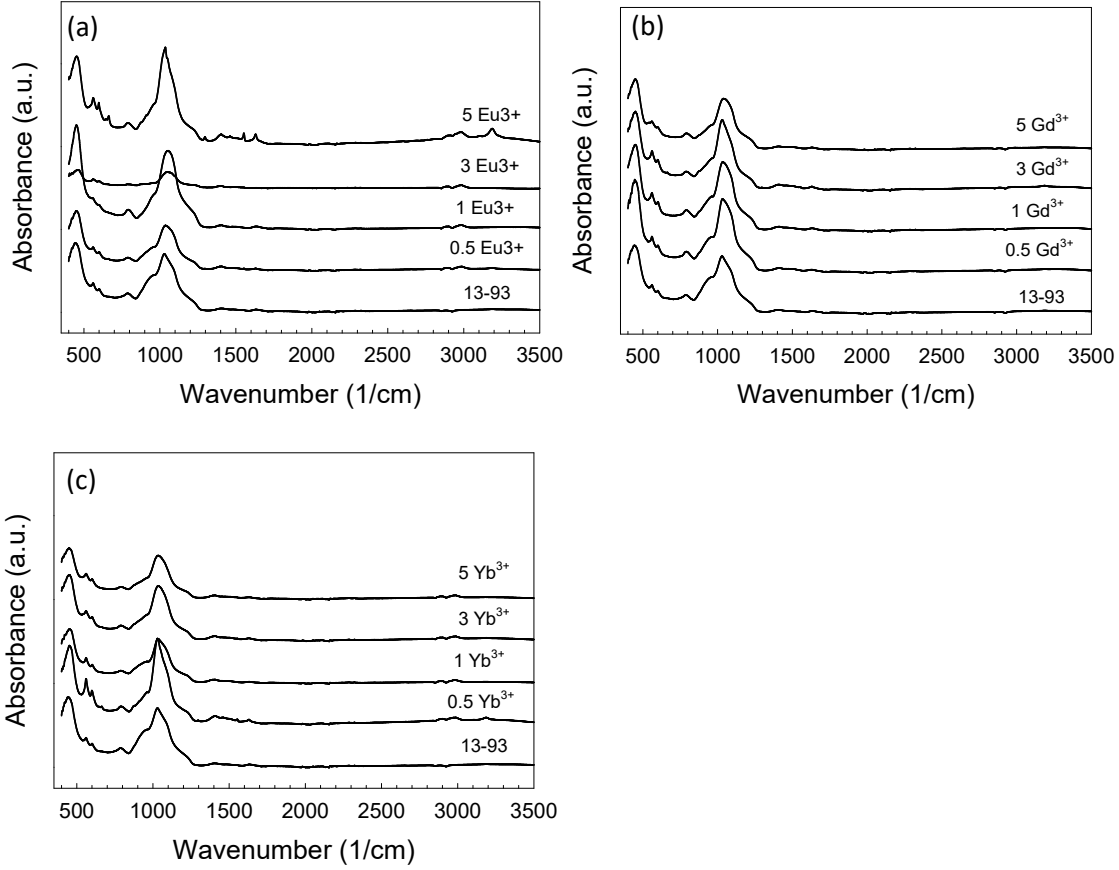 (a)
Absorbance (a.u.)
5 Eu3+
3 Eu3+
1 Eu3+
0.5 Eu3+
13-93
500 1000 1500 2000 2500 3000 3500
Wavenumber (1/cm)
(b)
Absorbance (a.u.)
5 Gd³⁺
3 Gd³⁺
1 Gd³⁺
0.5 Gd³⁺
13-93
500 1000 1500 2000 2500 3000 3500
Wavenumber (1/cm)
(c)
Absorbance (a.u.)
5 Yb³⁺
3 Yb³⁺
1 Yb³⁺
0.5 Yb³⁺
13-93
500 1000 1500 2000 2500 3000 3500
Wavenumber (1/cm)